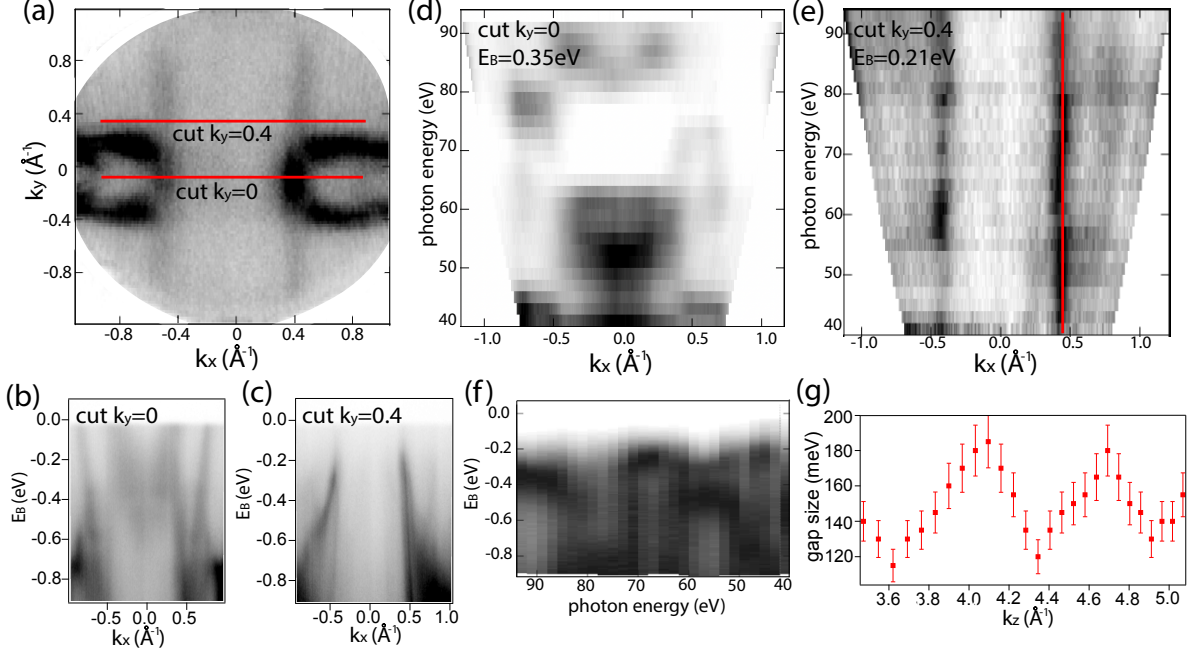 (a)
0.8
0.4
0
-0.4
-0.8
ky (Å-1)
cut ky=0.4
cut ky=0
-0.8
-0.4
0
0.4
0.8
kx (Å-1)
(d)
cut ky=0
EB=0.35eV
90
80
70
60
50
40
photon energy (eV)
-1.0
-0.5
0.0
0.5
1.0
kx (Å-1)
(e)
cut ky=0.4
EB=0.21eV
90
80
70
60
50
40
photon energy (eV)
-1.0
-0.5
0.0
0.5
1.0
kx (Å-1)
(b)
cut ky=0
0.0
-0.2
-0.4
-0.6
-0.8
EB (eV)
-0.5
0.0
0.5
kx (Å-1)
(c)
cut ky=0.4
0.0
-0.2
-0.4
-0.6
-0.8
EB (eV)
-0.5
0.0
0.5
1.0
kx (Å-1)
(f)
0.0
-0.2
-0.4
-0.6
-0.8
EB (eV)
90
80
70
60
50
40
photon energy (eV)
(g)
200
180
160
140
120
gap size (meV)
3.6
4.0
4.2
4.4
4.6
4.8
5.0
kz (Å-1)